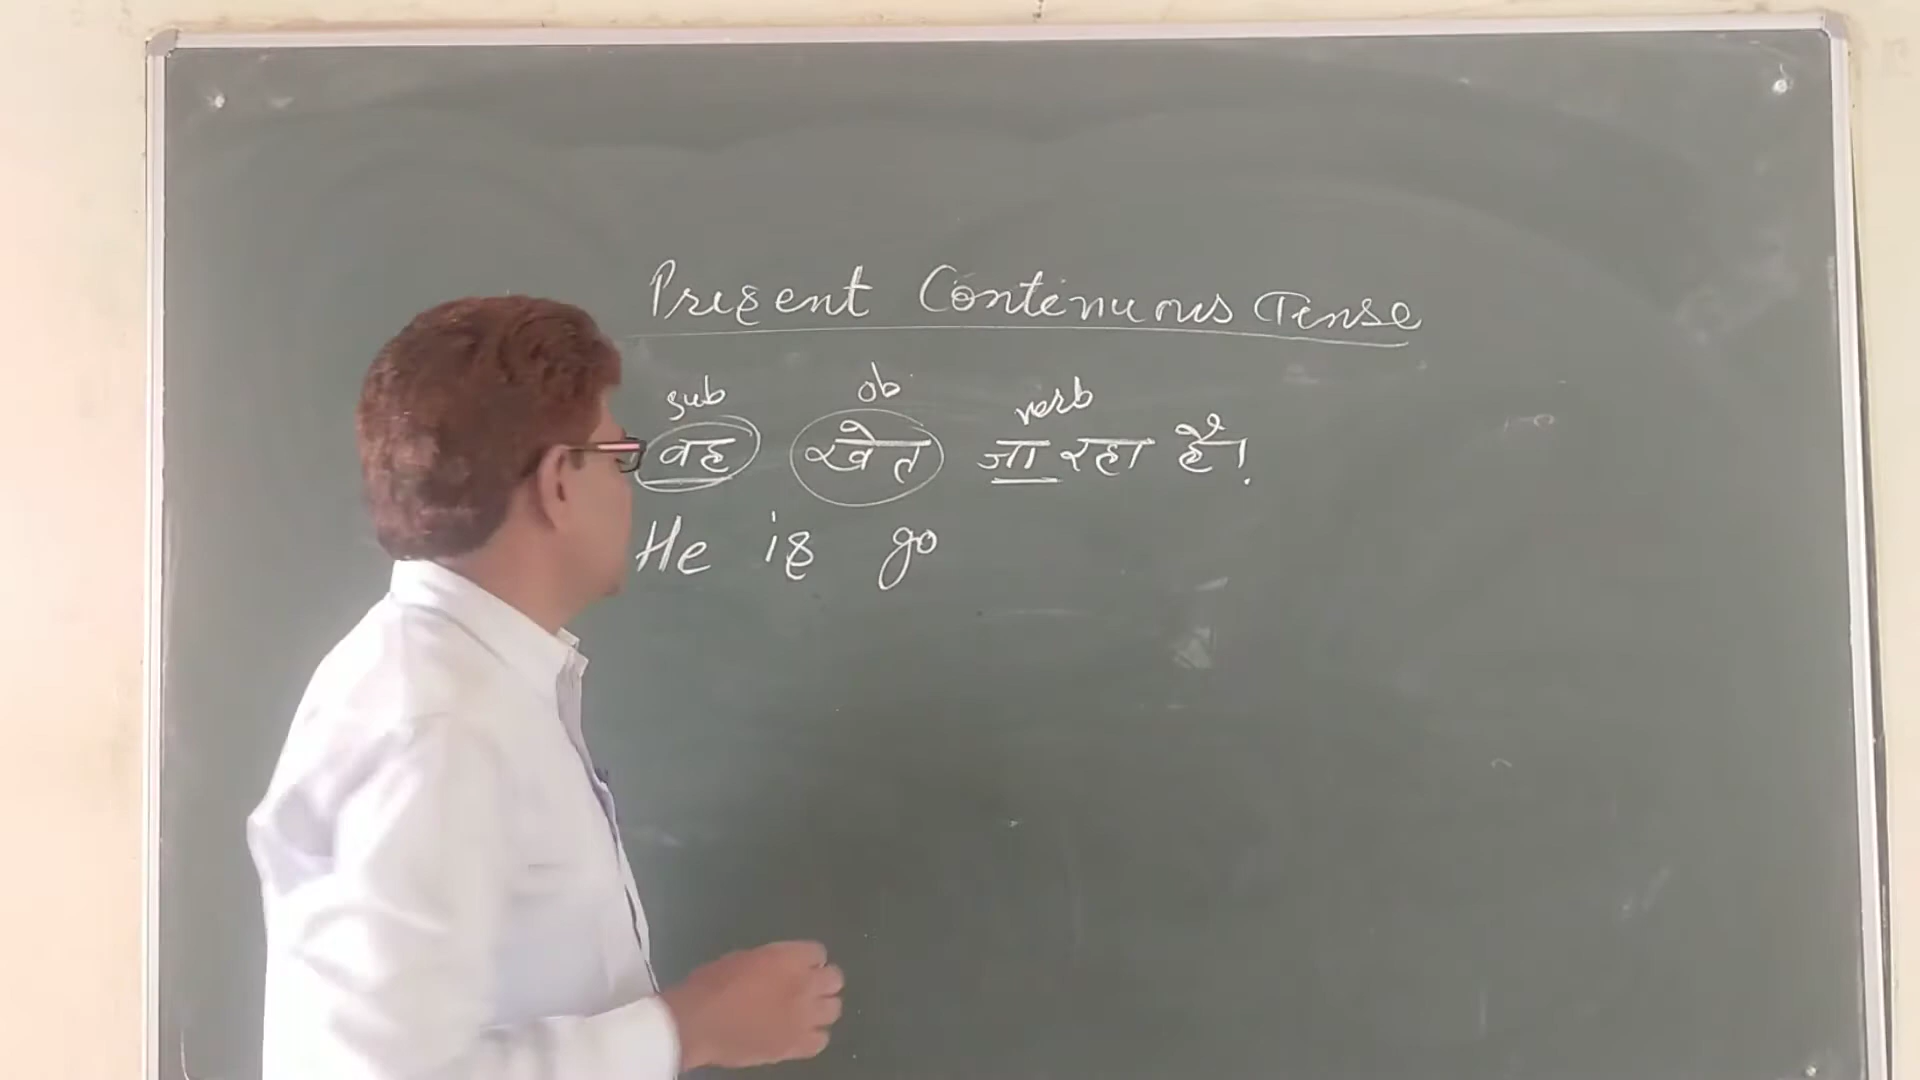 Present Contenuous Tense
sub ob verb
वह खेत जा रहा है।
He is go